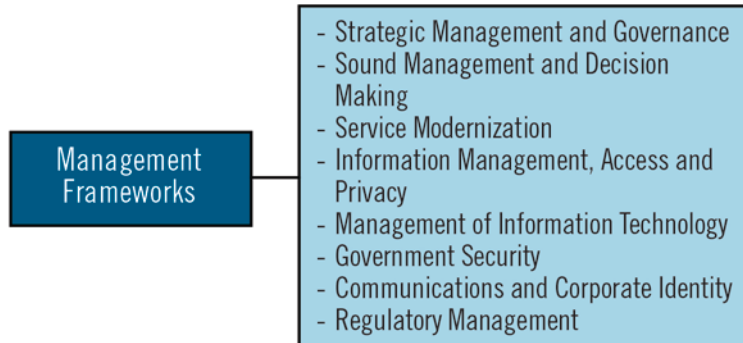 Management
Frameworks
- Strategic Management and Governance
- Sound Management and Decision
Making
- Service Modernization
- Information Management, Access and
Privacy
- Management of Information Technology
- Government Security
- Communications and Corporate Identity
- Regulatory Management